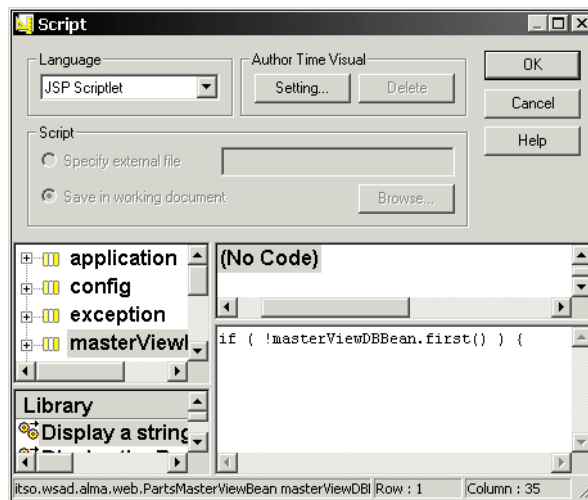 Script
Language
Author Time Visual
OK
JSP Scriptlet
Setting...
Delete
Cancel
Script
Help
Specify external file
Save in working document
Browse...
application
(No Code)
config
exception
masterViewI
if ( !masterViewDBBean.first() ) {
Library
Display a string
itso.wsad.alma.web.PartsMasterViewBean masterViewDBI
Row : 1
Column : 35